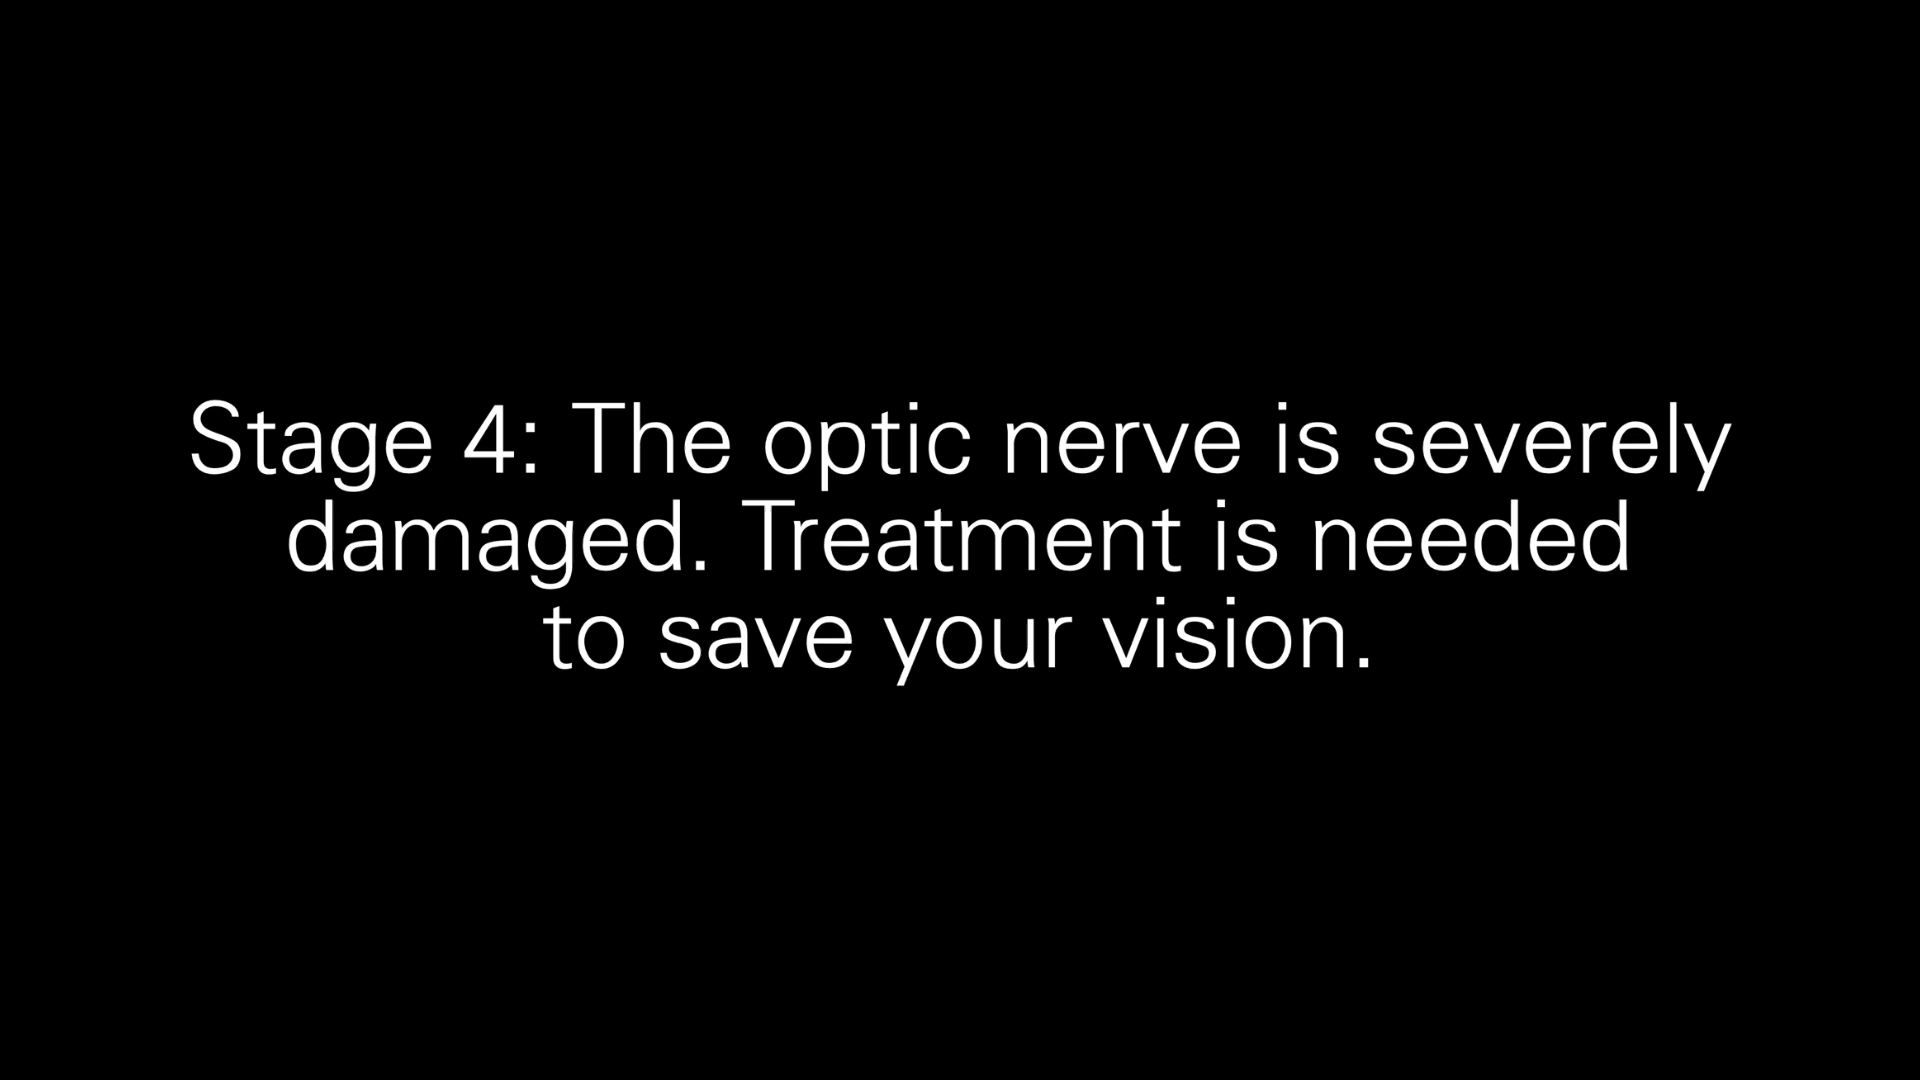 Stage 4: The optic nerve is severely
damaged. Treatment is needed
to save your vision.